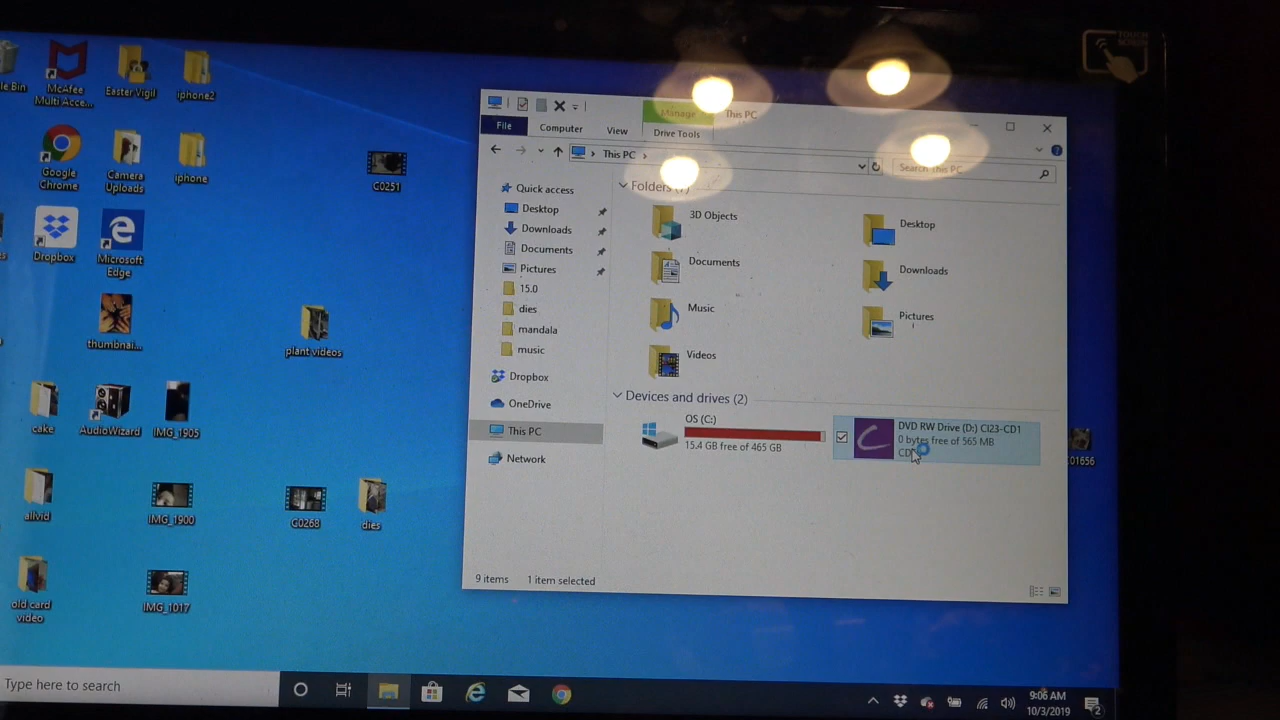 TOUCH
SCREEN
le Bin
McAfee
Multi Acce...
Easter Vigil
iphone2
Google
Chrome
Camera
Uploads
iphone
C0251
Dropbox
Microsoft
Edge
thumbnai...
plant videos
cake
AudioWizard
IMG_1905
allvid
IMG_1900
C0268
dies
old card
video
IMG_1017
C01656
Manage
This PC
File
Computer
View
Drive Tools
This PC
Search This PC
Quick access
Desktop
Downloads
Documents
Pictures
15.0
dies
mandala
music
Dropbox
OneDrive
This PC
Network
Folders (7)
3D Objects
Desktop
Documents
Downloads
Music
Pictures
Videos
Devices and drives (2)
OS (C:)
15.4 GB free of 465 GB
DVD RW Drive (D:) CI23-CD1
0 bytes free of 565 MB
9 items
1 item selected
Type here to search
9:06 AM
10/3/2019
2